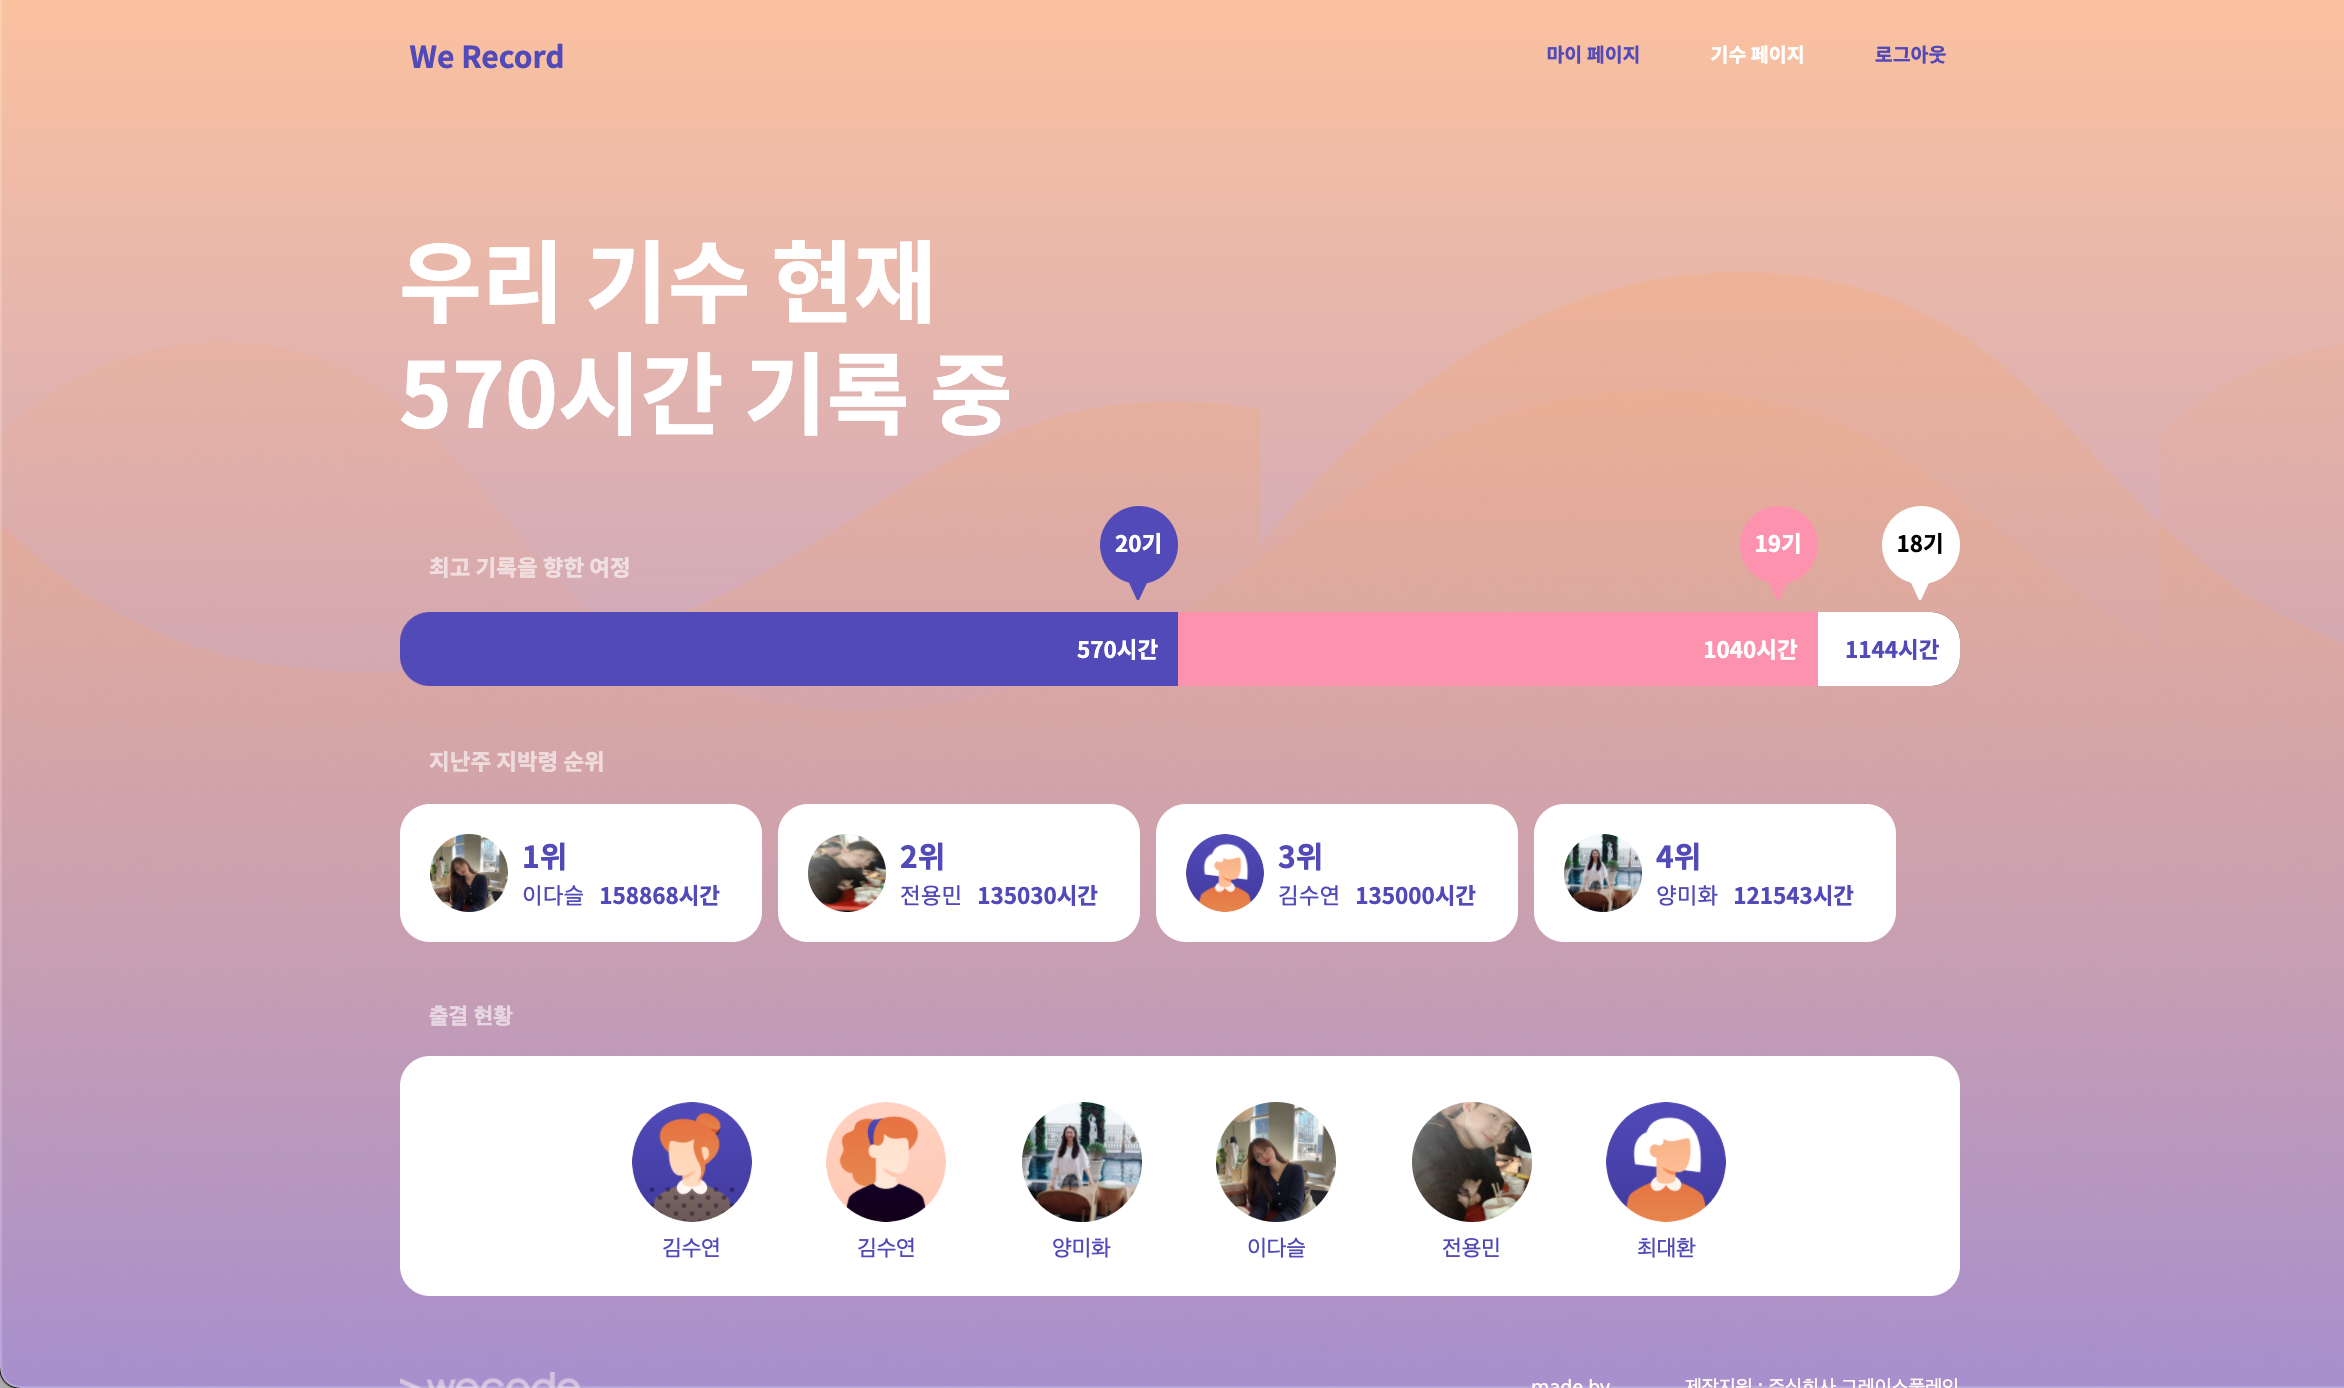 We Record
마이 페이지 기수 페이지 로그아웃
우리 기수 현재
570시간 기록 중
최고 기록을 향한 여정
20기 19기 18기
570시간 1040시간 1144시간
지난주 지박령 순위
1위
이다슬 158868시간
2위
전용민 135030시간
3위
김수연 135000시간
4위
양미화 121543시간
출결 현황
김수연 김수연 양미화 이다슬 전용민 최대환
>wecode
made by 제작지원 : 주식회사 그레이스풀레인